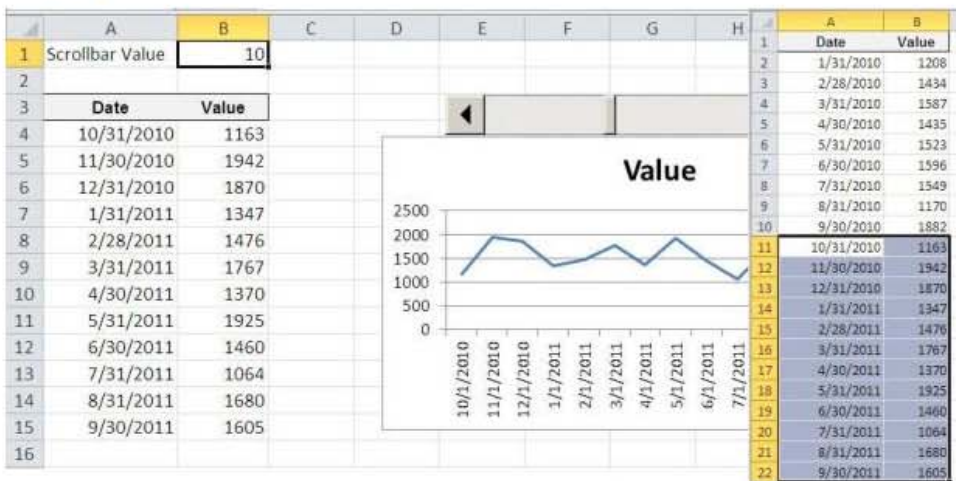 A B C D E F G H
1 Scrollbar Value 10
2
3 Date Value
4 10/31/2010 1163
5 11/30/2010 1942
6 12/31/2010 1870
7 1/31/2011 1347
8 2/28/2011 1476
9 3/31/2011 1767
10 4/30/2011 1370
11 5/31/2011 1925
12 6/30/2011 1460
13 7/31/2011 1064
14 8/31/2011 1680
15 9/30/2011 1605
16
Value
2500
2000
1500
1000
500
0
10/1/2010
11/1/2010
12/1/2010
1/1/2011
2/1/2011
3/1/2011
4/1/2011
5/1/2011
6/1/2011
7/1/2011
A B
1 Date Value
2 1/31/2010 1208
3 2/28/2010 1434
4 3/31/2010 1587
5 4/30/2010 1435
6 5/31/2010 1523
7 6/30/2010 1596
8 7/31/2010 1549
9 8/31/2010 1170
10 9/30/2010 1882
11 10/31/2010 1163
12 11/30/2010 1942
13 12/31/2010 1870
14 1/31/2011 1347
15 2/28/2011 1476
16 3/31/2011 1767
17 4/30/2011 1370
18 5/31/2011 1925
19 6/30/2011 1460
20 7/31/2011 1064
21 8/31/2011 1680
22 9/30/2011 1605